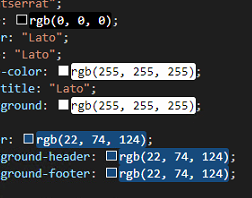 tserrat";
: rgb(0, 0, 0);
r: "Lato";
: "Lato";
-color: rgb(255, 255, 255);
title: "Lato";
ground: rgb(255, 255, 255);
r: rgb(22, 74, 124);
ground-header: rgb(22, 74, 124);
ground-footer: rgb(22, 74, 124);